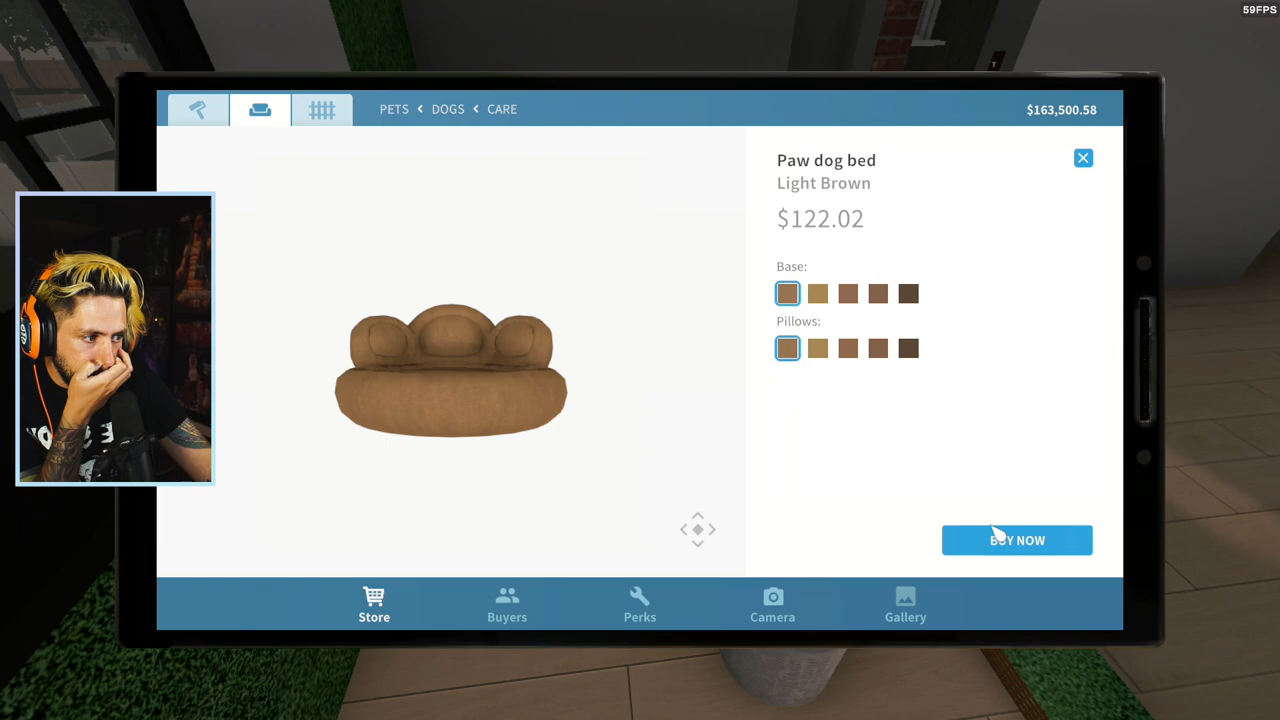 59FPS
PETS < DOGS < CARE
$163,500.58
Paw dog bed
Light Brown
$122.02
Base:
Pillows:
BUY NOW
Store
Buyers
Perks
Camera
Gallery